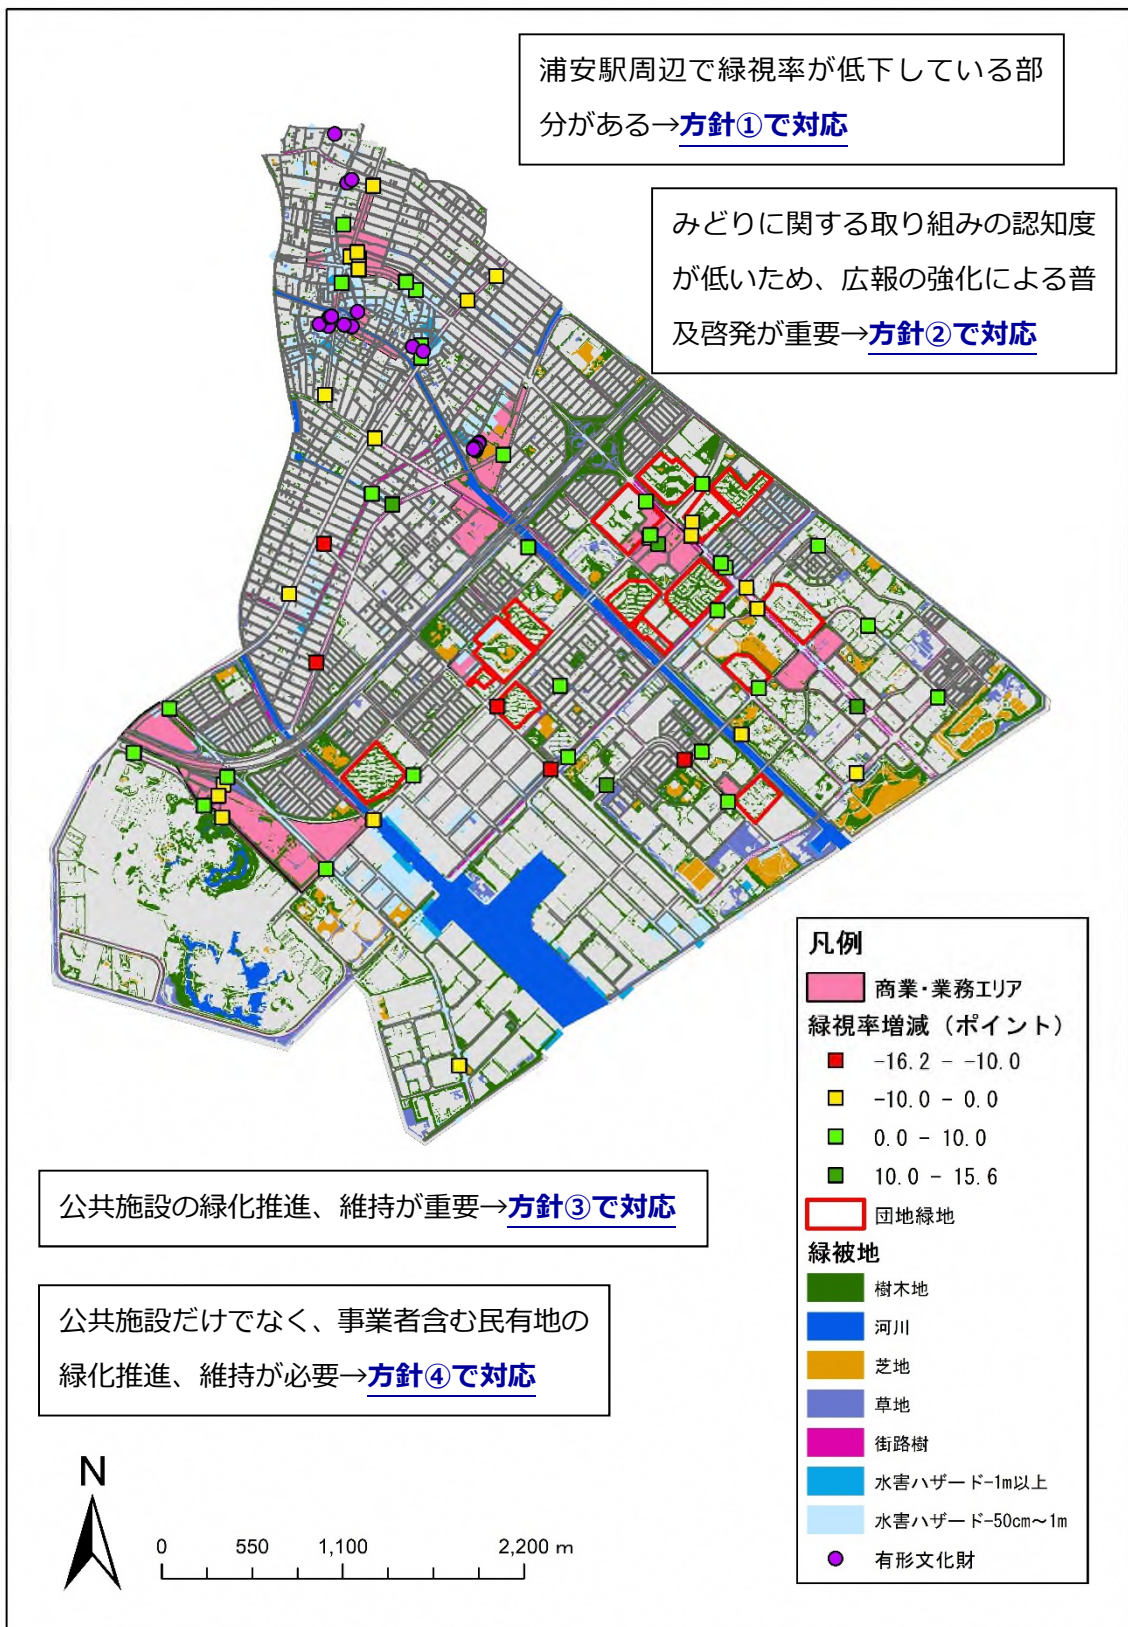 浦安駅周辺で緑視率が低下している部
分がある→方針①で対応
みどりに関する取り組みの認知度
が低いため、広報の強化による普
及啓発が重要→方針②で対応
公共施設の緑化推進、維持が重要→方針③で対応
公共施設だけでなく、事業者含む民有地の
緑化推進、維持が必要→方針④で対応
凡例
商業・業務エリア
緑視率増減（ポイント）
-16.2 - -10.0
-10.0 - 0.0
0.0 - 10.0
10.0 - 15.6
団地緑地
緑被地
樹木地
河川
芝地
草地
街路樹
水害ハザード-1m以上
水害ハザード-50cm～1m
有形文化財
N
0 550 1,100 2,200 m